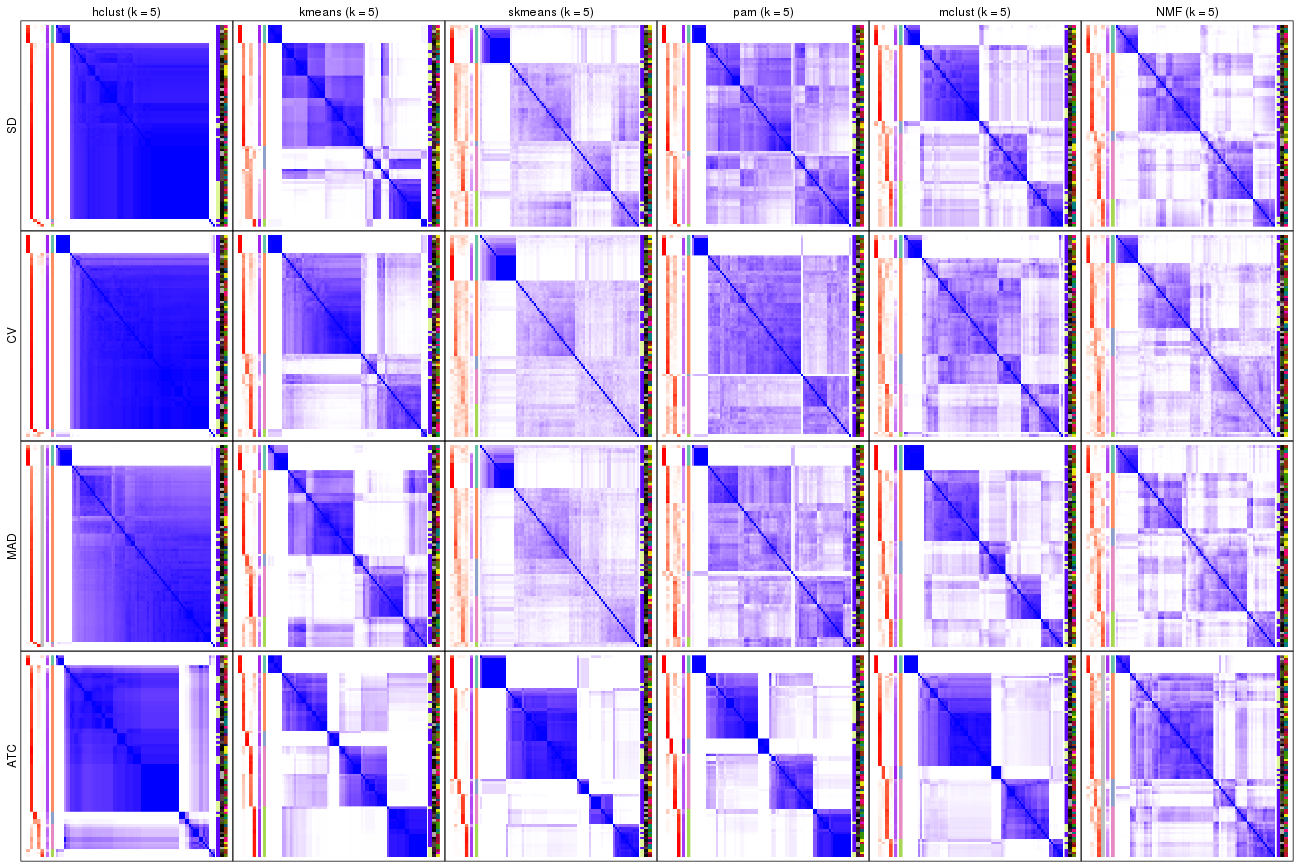 hclust (k = 5) kmeans (k = 5) skmeans (k = 5) pam (k = 5) mclust (k = 5) NMF (k = 5)
SD
CV
MAD
ATC